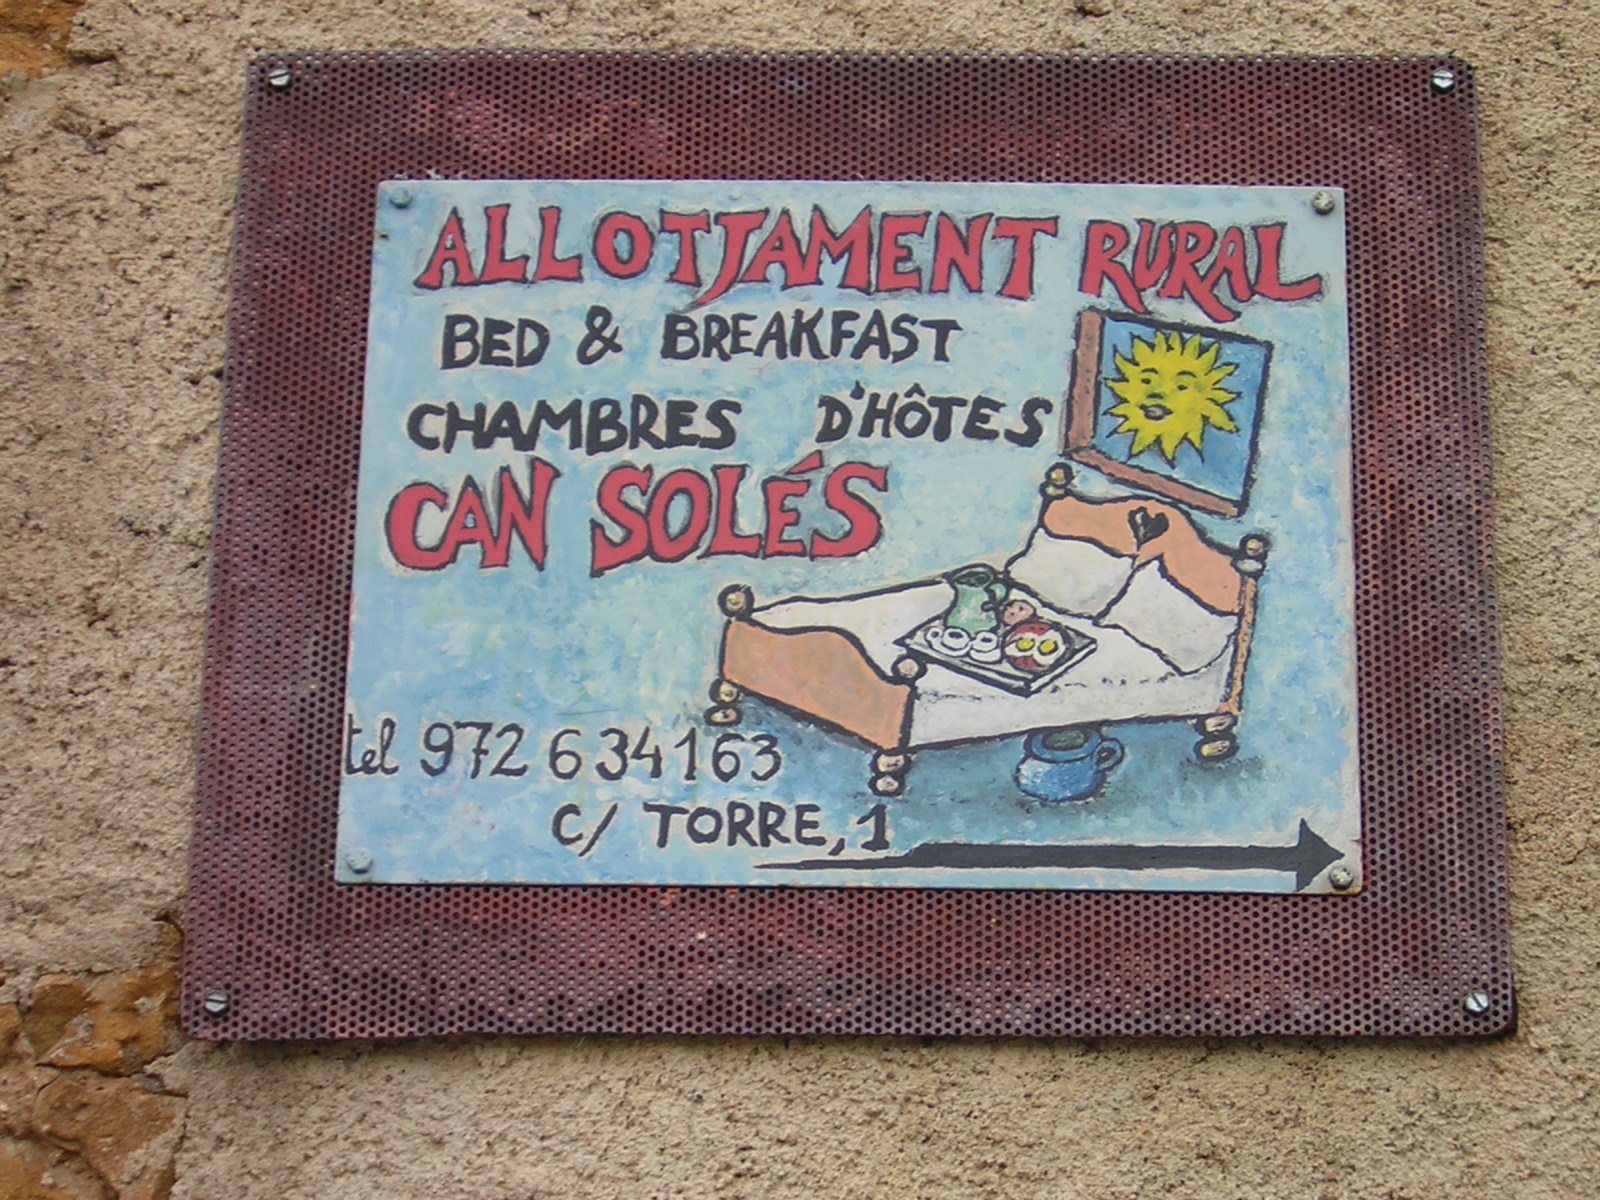 ALLOTJAMENT RURAL
BED & BREAKFAST
CHAMBRES D'HÔTES
CAN SOLÉS
tel 972 634163
C/ TORRE, 1